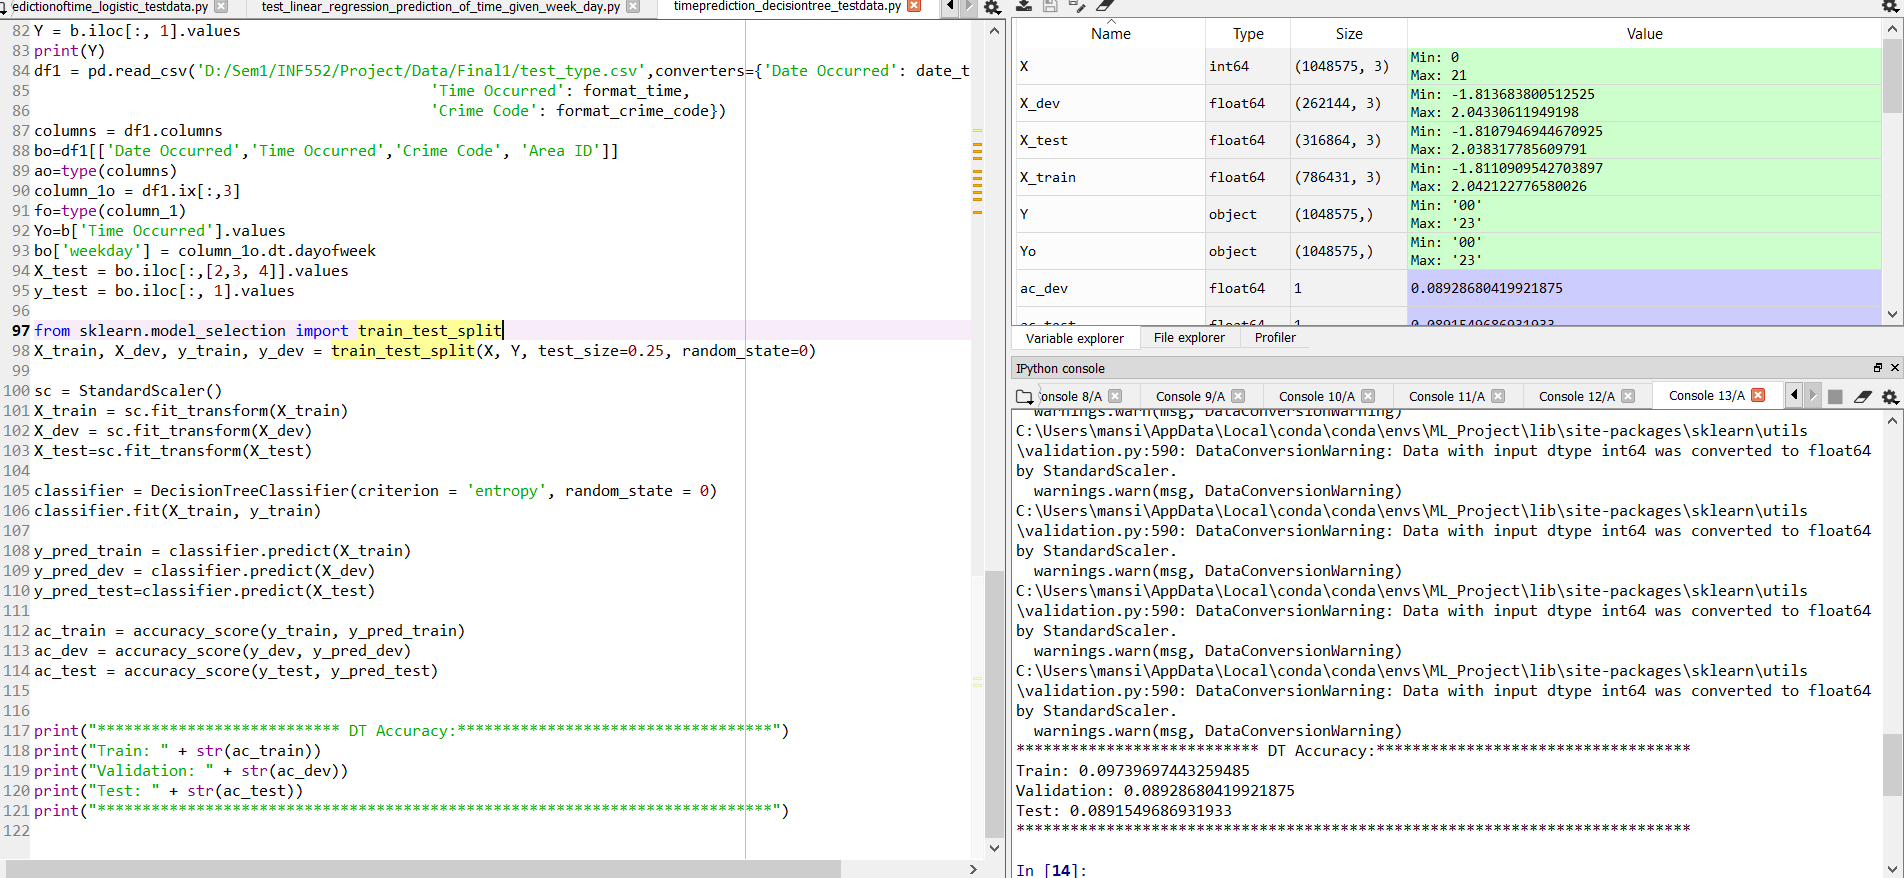 edictionoftime_logistic_testdata.py
test_linear_regression_prediction_of_time_given_week_day.py
timeprediction_decisiontree_testdata.py
82 Y = b.iloc[:, 1].values
83 print(Y)
84 df1 = pd.read_csv('D:/Sem1/INF552/Project/Data/Final1/test_type.csv',converters={'Date Occurred': date_t
85 'Time Occurred': format_time,
86 'Crime Code': format_crime_code})
87 columns = df1.columns
88 bo=df1[['Date Occurred','Time Occurred','Crime Code', 'Area ID']]
89 ao=type(columns)
90 column_1o = df1.ix[:,3]
91 fo=type(column_1)
92 Yo=b['Time Occurred'].values
93 bo['weekday'] = column_1o.dt.dayofweek
94 X_test = bo.iloc[:,[2,3, 4]].values
95 y_test = bo.iloc[:, 1].values
96
97 from sklearn.model_selection import train_test_split
98 X_train, X_dev, y_train, y_dev = train_test_split(X, Y, test_size=0.25, random_state=0)
99
100 sc = StandardScaler()
101 X_train = sc.fit_transform(X_train)
102 X_dev = sc.fit_transform(X_dev)
103 X_test=sc.fit_transform(X_test)
104
105 classifier = DecisionTreeClassifier(criterion = 'entropy', random_state = 0)
106 classifier.fit(X_train, y_train)
107
108 y_pred_train = classifier.predict(X_train)
109 y_pred_dev = classifier.predict(X_dev)
110 y_pred_test=classifier.predict(X_test)
111
112 ac_train = accuracy_score(y_train, y_pred_train)
113 ac_dev = accuracy_score(y_dev, y_pred_dev)
114 ac_test = accuracy_score(y_test, y_pred_test)
115
116
117 print("*************************** DT Accuracy:***********************************")
118 print("Train: " + str(ac_train))
119 print("Validation: " + str(ac_dev))
120 print("Test: " + str(ac_test))
121 print("***************************************************************************")
122
Name Type Size Value
X int64 (1048575, 3) Min: 0
Max: 21
X_dev float64 (262144, 3) Min: -1.813683800512525
Max: 2.04330611949198
X_test float64 (316864, 3) Min: -1.8107946944670925
Max: 2.038317785609791
X_train float64 (786431, 3) Min: -1.8110909542703897
Max: 2.042122776580026
Y object (1048575,) Min: '00'
Max: '23'
Yo object (1048575,) Min: '00'
Max: '23'
ac_dev float64 1 0.08928680419921875
ac_test float64 1 0.0891549686931933
Variable explorer File explorer Profiler
IPython console
onsole 8/A Console 9/A Console 10/A Console 11/A Console 12/A Console 13/A
warnings.warn(msg, DataConversionWarning)
C:\Users\mansi\AppData\Local\conda\conda\envs\ML_Project\lib\site-packages\sklearn\utils
\validation.py:590: DataConversionWarning: Data with input dtype int64 was converted to float64
by StandardScaler.
warnings.warn(msg, DataConversionWarning)
C:\Users\mansi\AppData\Local\conda\conda\envs\ML_Project\lib\site-packages\sklearn\utils
\validation.py:590: DataConversionWarning: Data with input dtype int64 was converted to float64
by StandardScaler.
warnings.warn(msg, DataConversionWarning)
C:\Users\mansi\AppData\Local\conda\conda\envs\ML_Project\lib\site-packages\sklearn\utils
\validation.py:590: DataConversionWarning: Data with input dtype int64 was converted to float64
by StandardScaler.
warnings.warn(msg, DataConversionWarning)
C:\Users\mansi\AppData\Local\conda\conda\envs\ML_Project\lib\site-packages\sklearn\utils
\validation.py:590: DataConversionWarning: Data with input dtype int64 was converted to float64
by StandardScaler.
warnings.warn(msg, DataConversionWarning)
*************************** DT Accuracy:***********************************
Train: 0.09739697443259485
Validation: 0.08928680419921875
Test: 0.0891549686931933
***************************************************************************
In [14]: